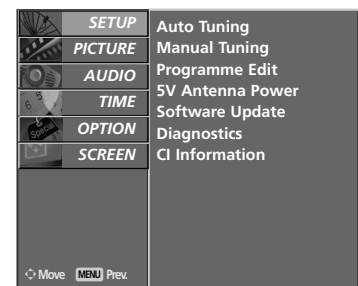 SETUP
PICTURE
AUDIO
TIME
OPTION
SCREEN
Auto Tuning
Manual Tuning
Programme Edit
5V Antenna Power
Software Update
Diagnostics
CI Information
Move MENU Prev.